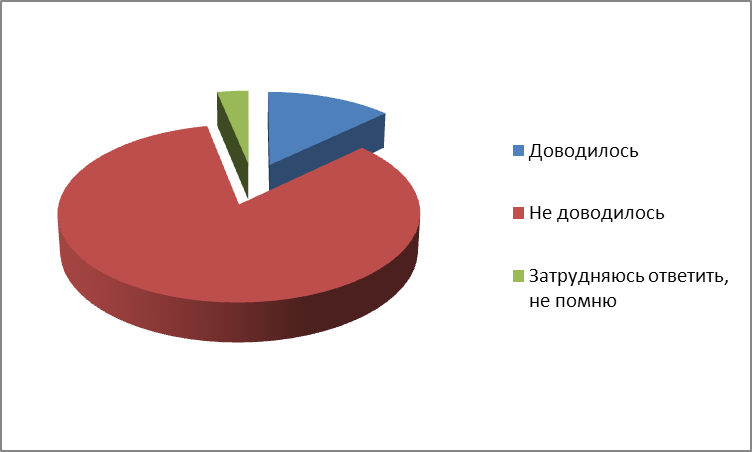 Доводилось
Не доводилось
Затрудняюсь ответить,
не помню